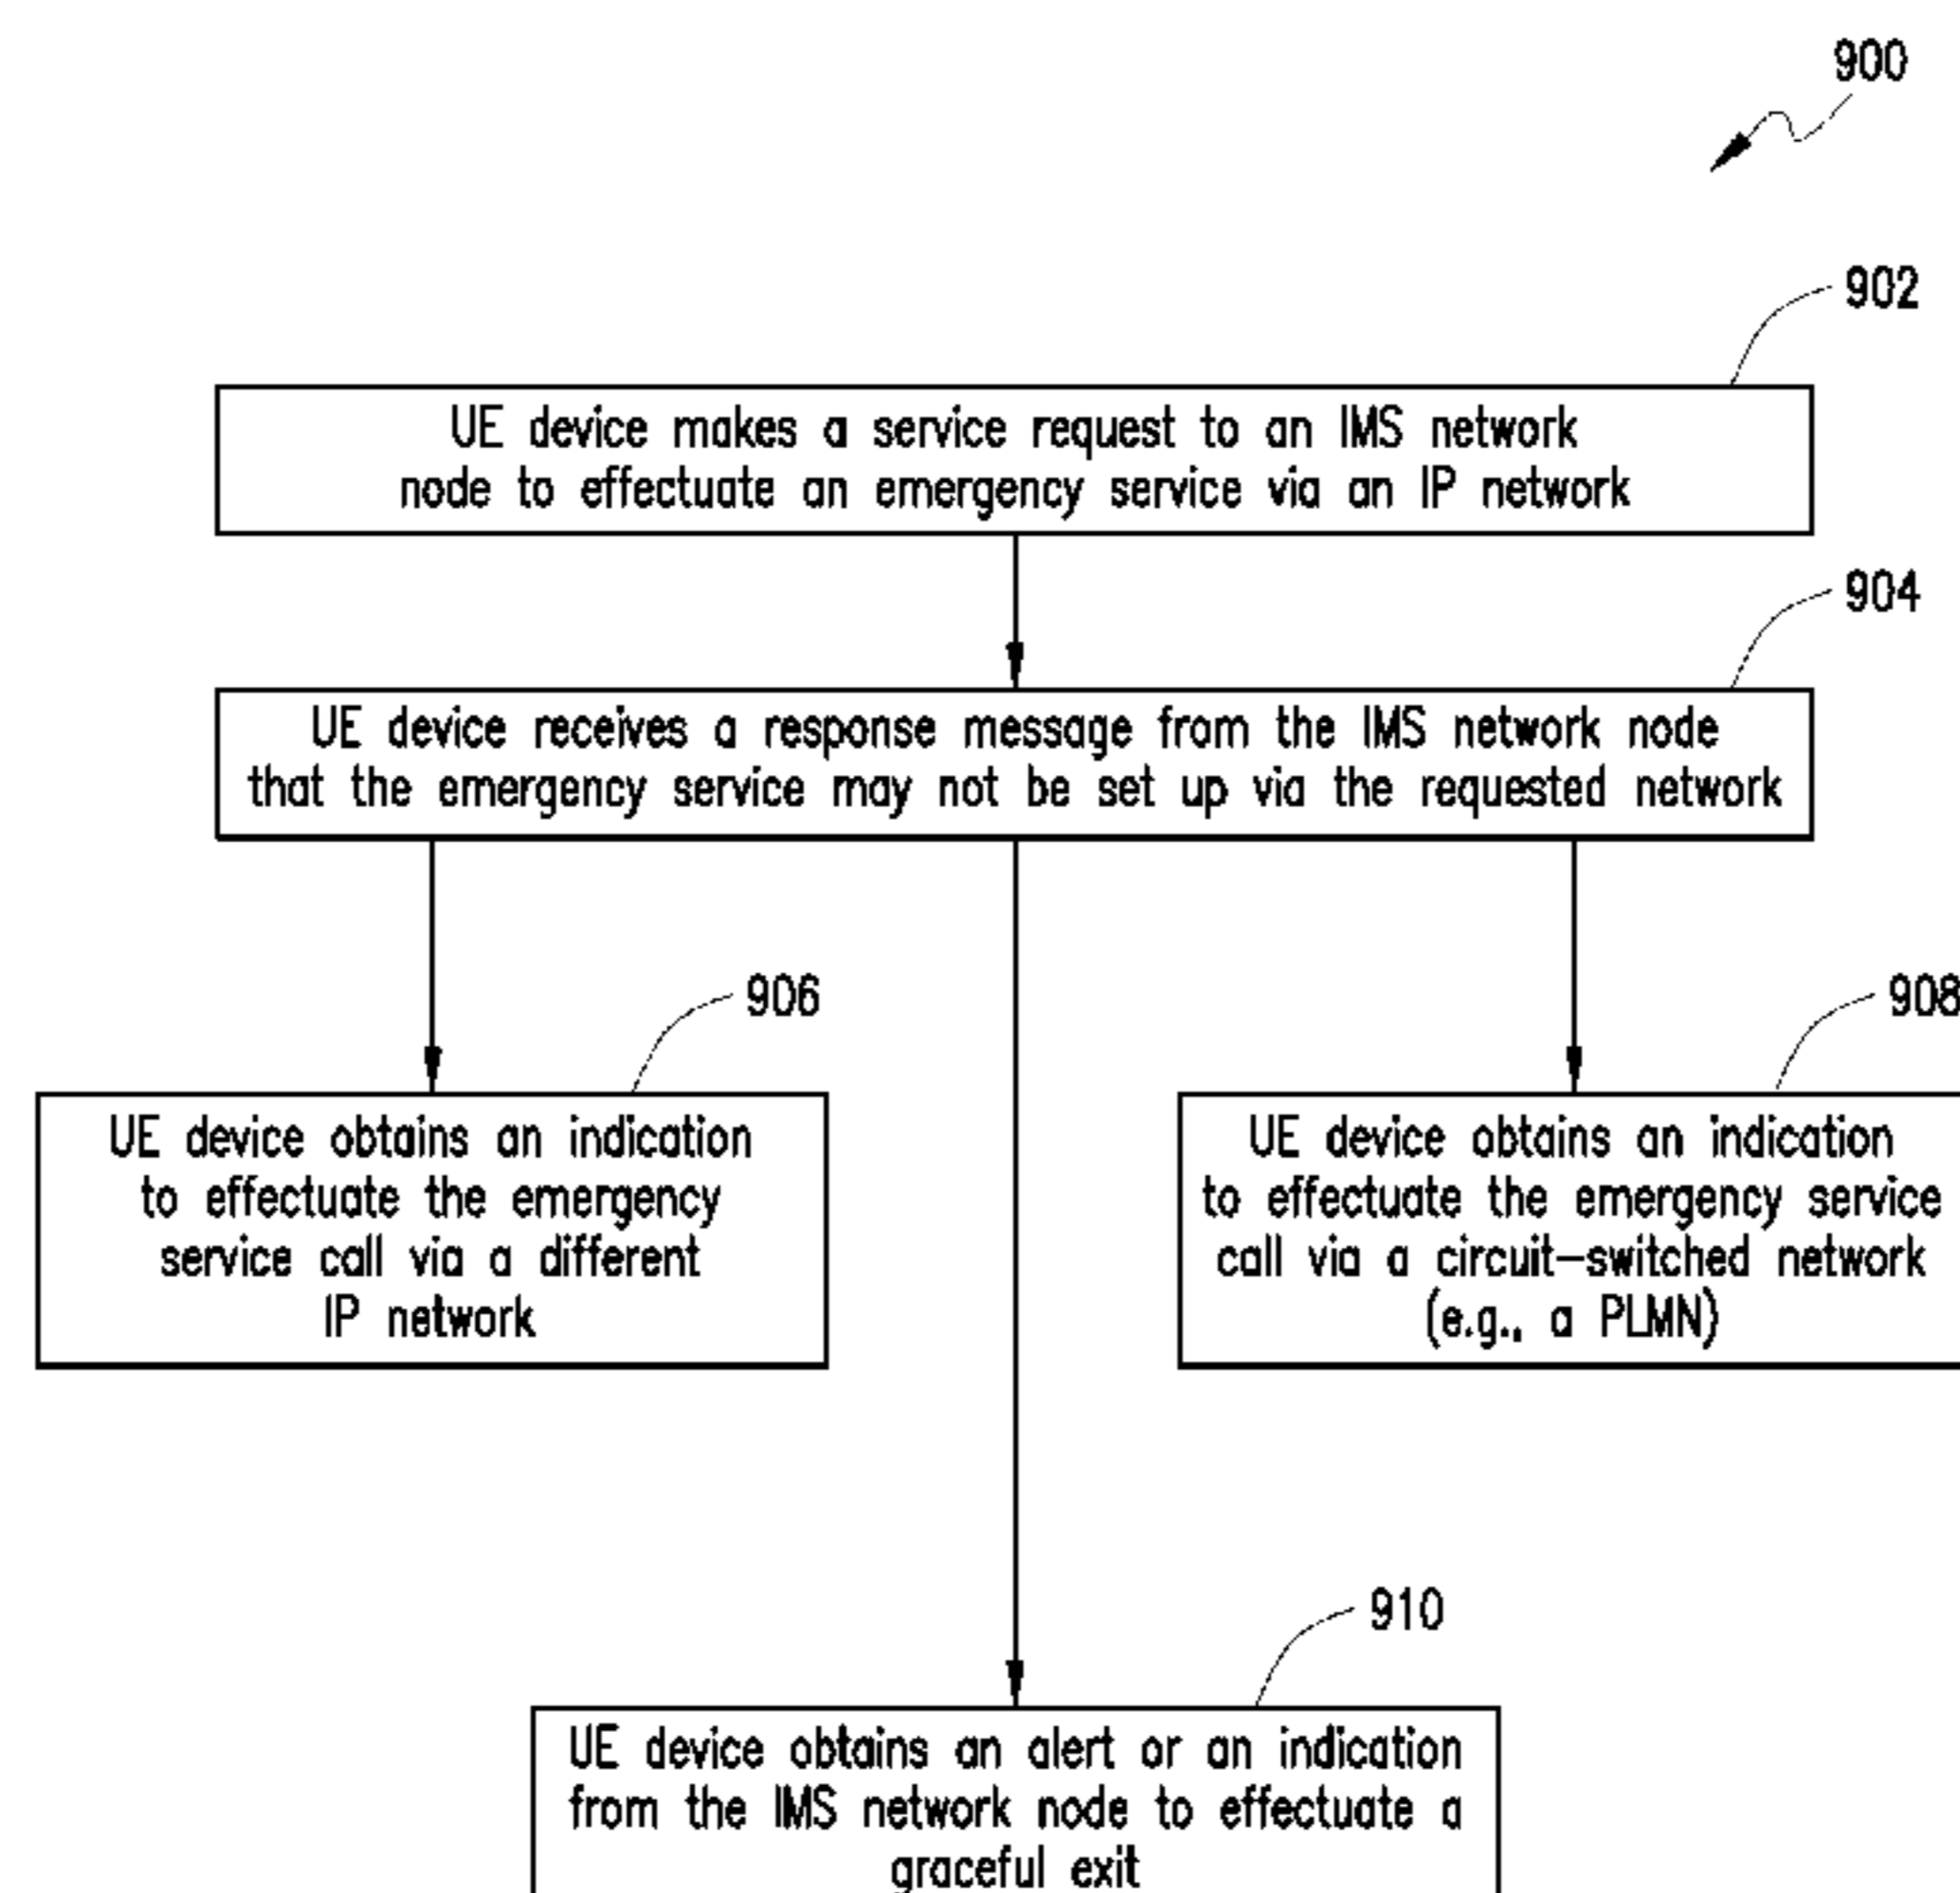 900
902
UE device makes a service request to an IMS network
node to effectuate an emergency service via an IP network
904
UE device receives a response message from the IMS network node
that the emergency service may not be set up via the requested network
906
UE device obtains an indication
to effectuate the emergency
service call via a different
IP network
908
UE device obtains an indication
to effectuate the emergency service
call via a circuit-switched network
(e.g., a PLMN)
910
UE device obtains an alert or an indication
from the IMS network node to effectuate a
graceful exit